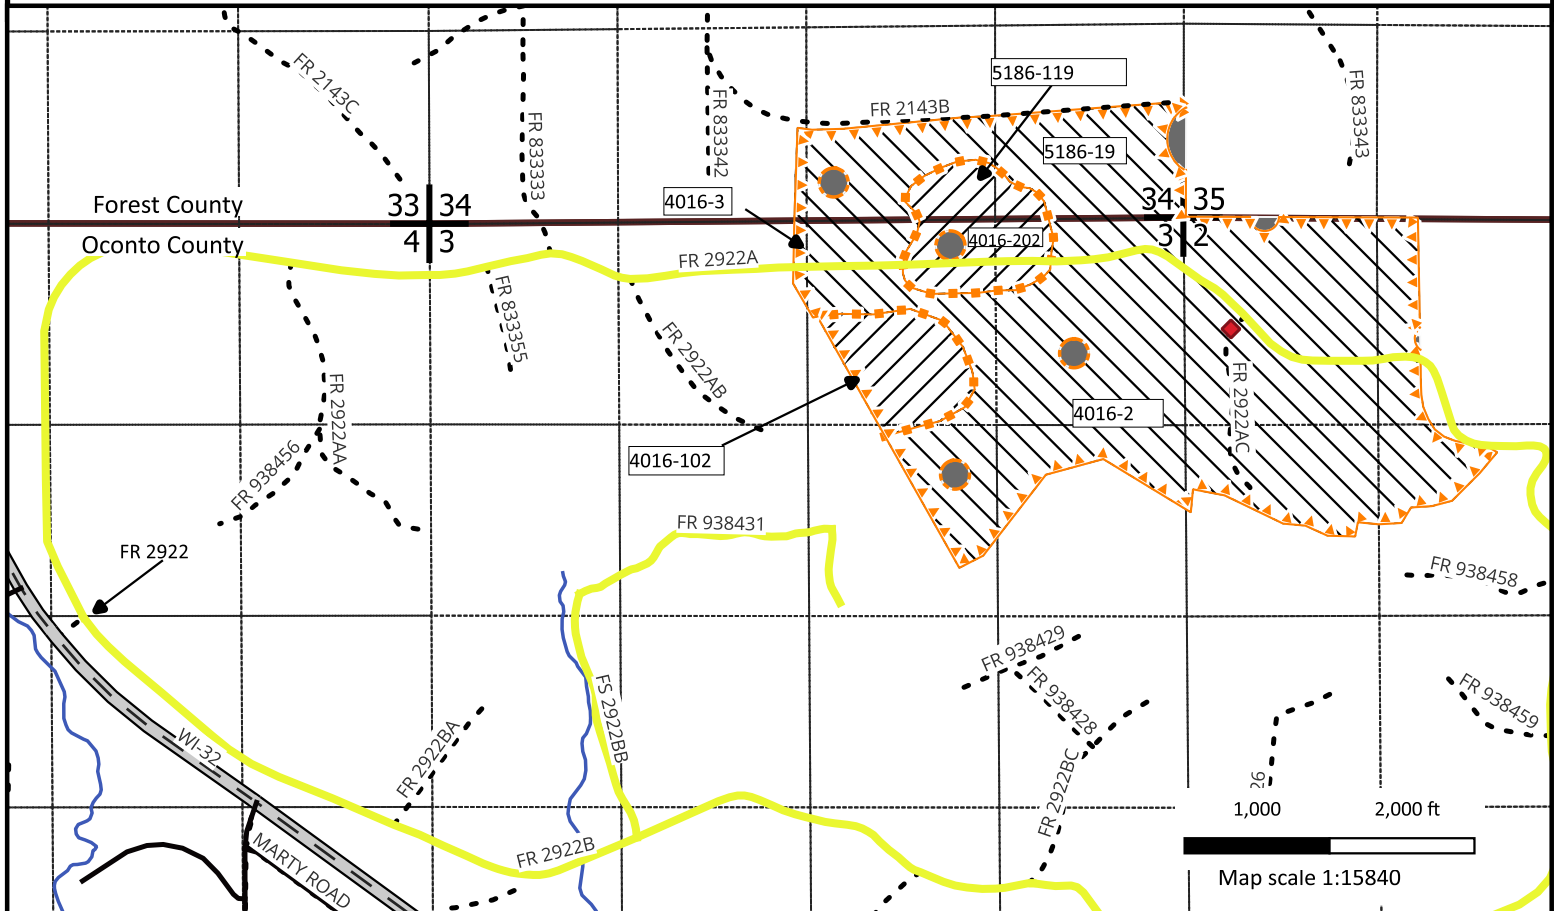 5186-119
FR 2143C
FR 833333
FR 833342
FR 2143B
FR 833343
5186-19
4016-3
Forest County
33 34
34 35
Oconto County
4 3
3 2
4016-202
FR 2922A
FR 833355
FR 2922AB
FR 2922AA
FR 2922AC
4016-2
4016-102
FR 938456
FR 938431
FR 2922
FR 938458
FR 938429
FR 938428
FR 938459
FS 2922BB
WI-32
FR 2922BA
FR 2922BC
26
1,000 2,000 ft
FR 2922B
MARTY ROAD
Map scale 1:15840